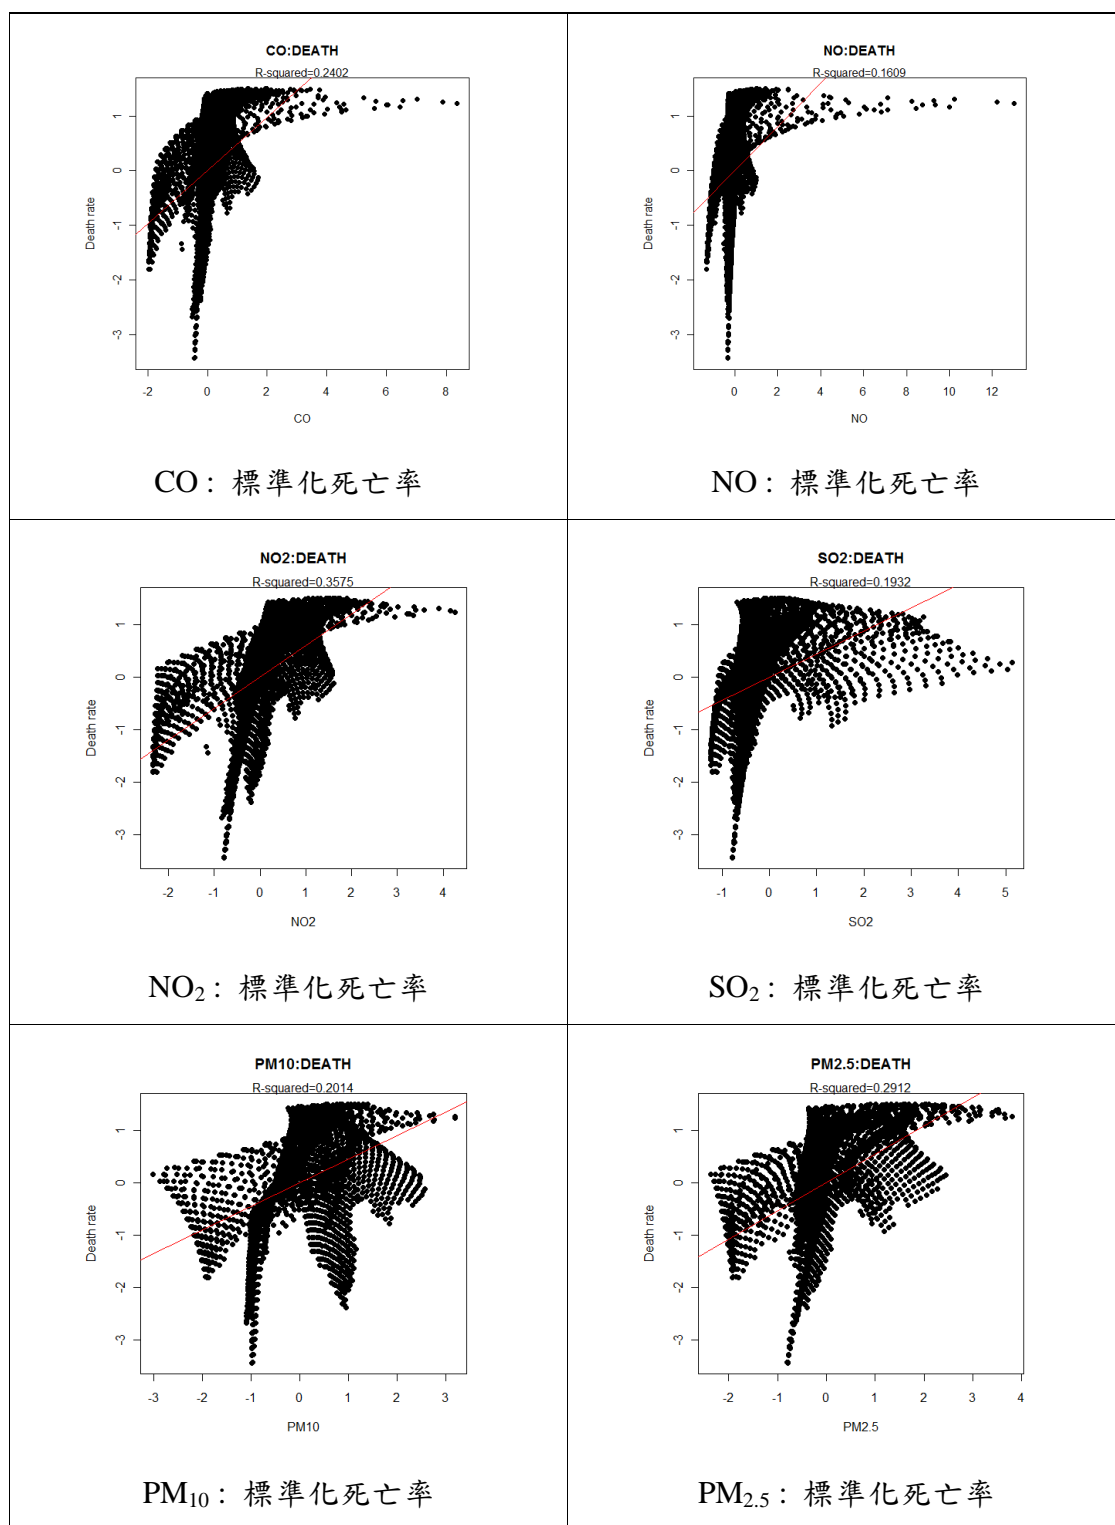 CO:DEATH
R-squared=0.2402
1
0
-1
-2
-3
Death rate
-2 0 2 4 6 8
CO
CO：標準化死亡率
NO:DEATH
R-squared=0.1609
1
0
-1
-2
-3
Death rate
0 2 4 6 8 10 12
NO
NO：標準化死亡率
NO2:DEATH
R-squared=0.3575
1
0
-1
-2
-3
Death rate
-2 -1 0 1 2 3 4
NO2
NO₂：標準化死亡率
SO2:DEATH
R-squared=0.1932
1
0
-1
-2
-3
Death rate
-1 0 1 2 3 4 5
SO2
SO₂：標準化死亡率
PM10:DEATH
R-squared=0.2014
1
0
-1
-2
-3
Death rate
-3 -2 -1 0 1 2 3
PM10
PM₁₀：標準化死亡率
PM2.5:DEATH
R-squared=0.2912
1
0
-1
-2
-3
Death rate
-2 -1 0 1 2 3 4
PM2.5
PM₂.₅：標準化死亡率